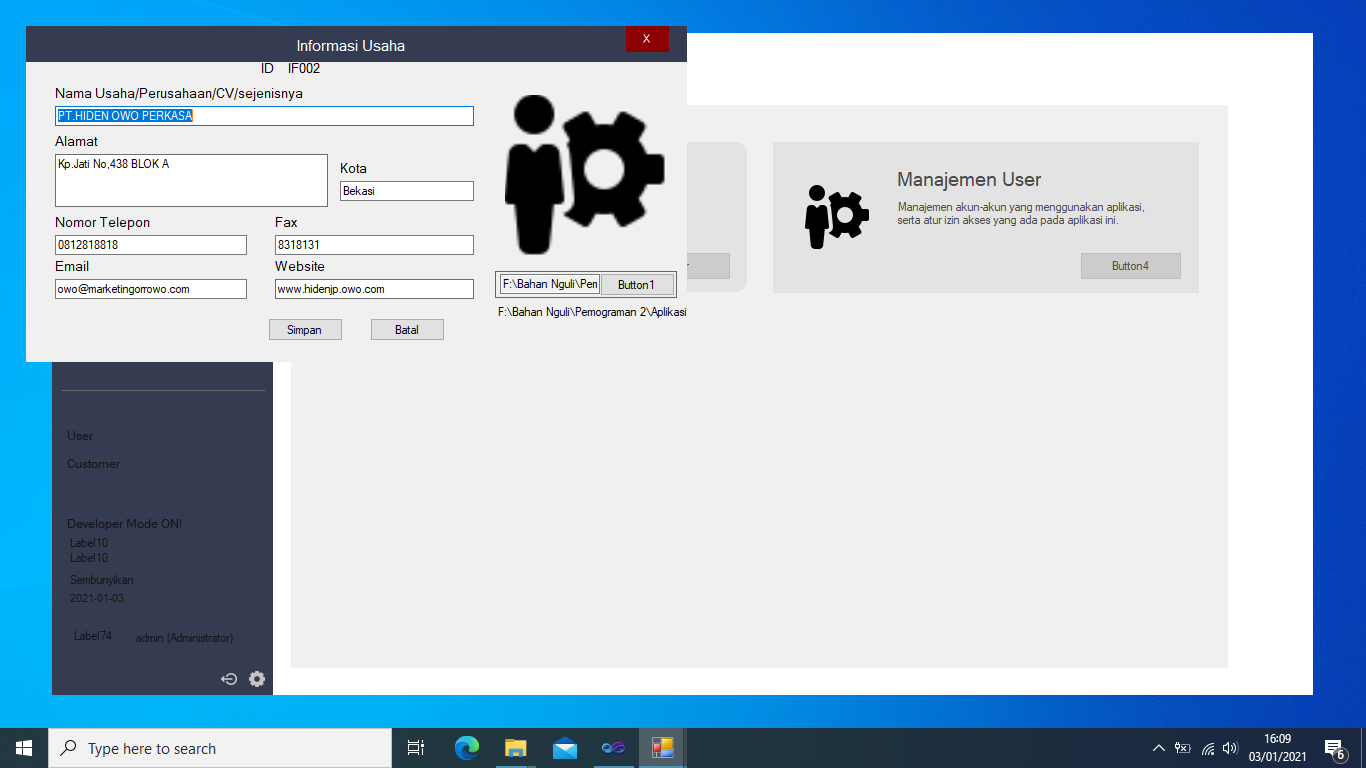 Informasi Usaha
X
ID IF002
Nama Usaha/Perusahaan/CV/sejenisnya
PT.HIDEN OWO PERKASA
Alamat
Kp.Jati No,438 BLOK A
Kota
Bekasi
Nomor Telepon
Fax
0812818818
8318131
Email
Website
owo@marketingorrowo.com
www.hidenjp.owo.com
F:\Bahan Nguli\Pem
Button1
F:\Bahan Nguli\Pemograman 2\Aplikasi
Simpan
Batal
Manajemen User
Manajemen akun-akun yang menggunakan aplikasi,
serta atur izin akses yang ada pada aplikasi ini.
Button4
User
Customer
Developer Mode ON!
Label10
Label10
Sembunyikan
2021-01-03
Label74
admin (Administrator)
Type here to search
16:09
03/01/2021
6